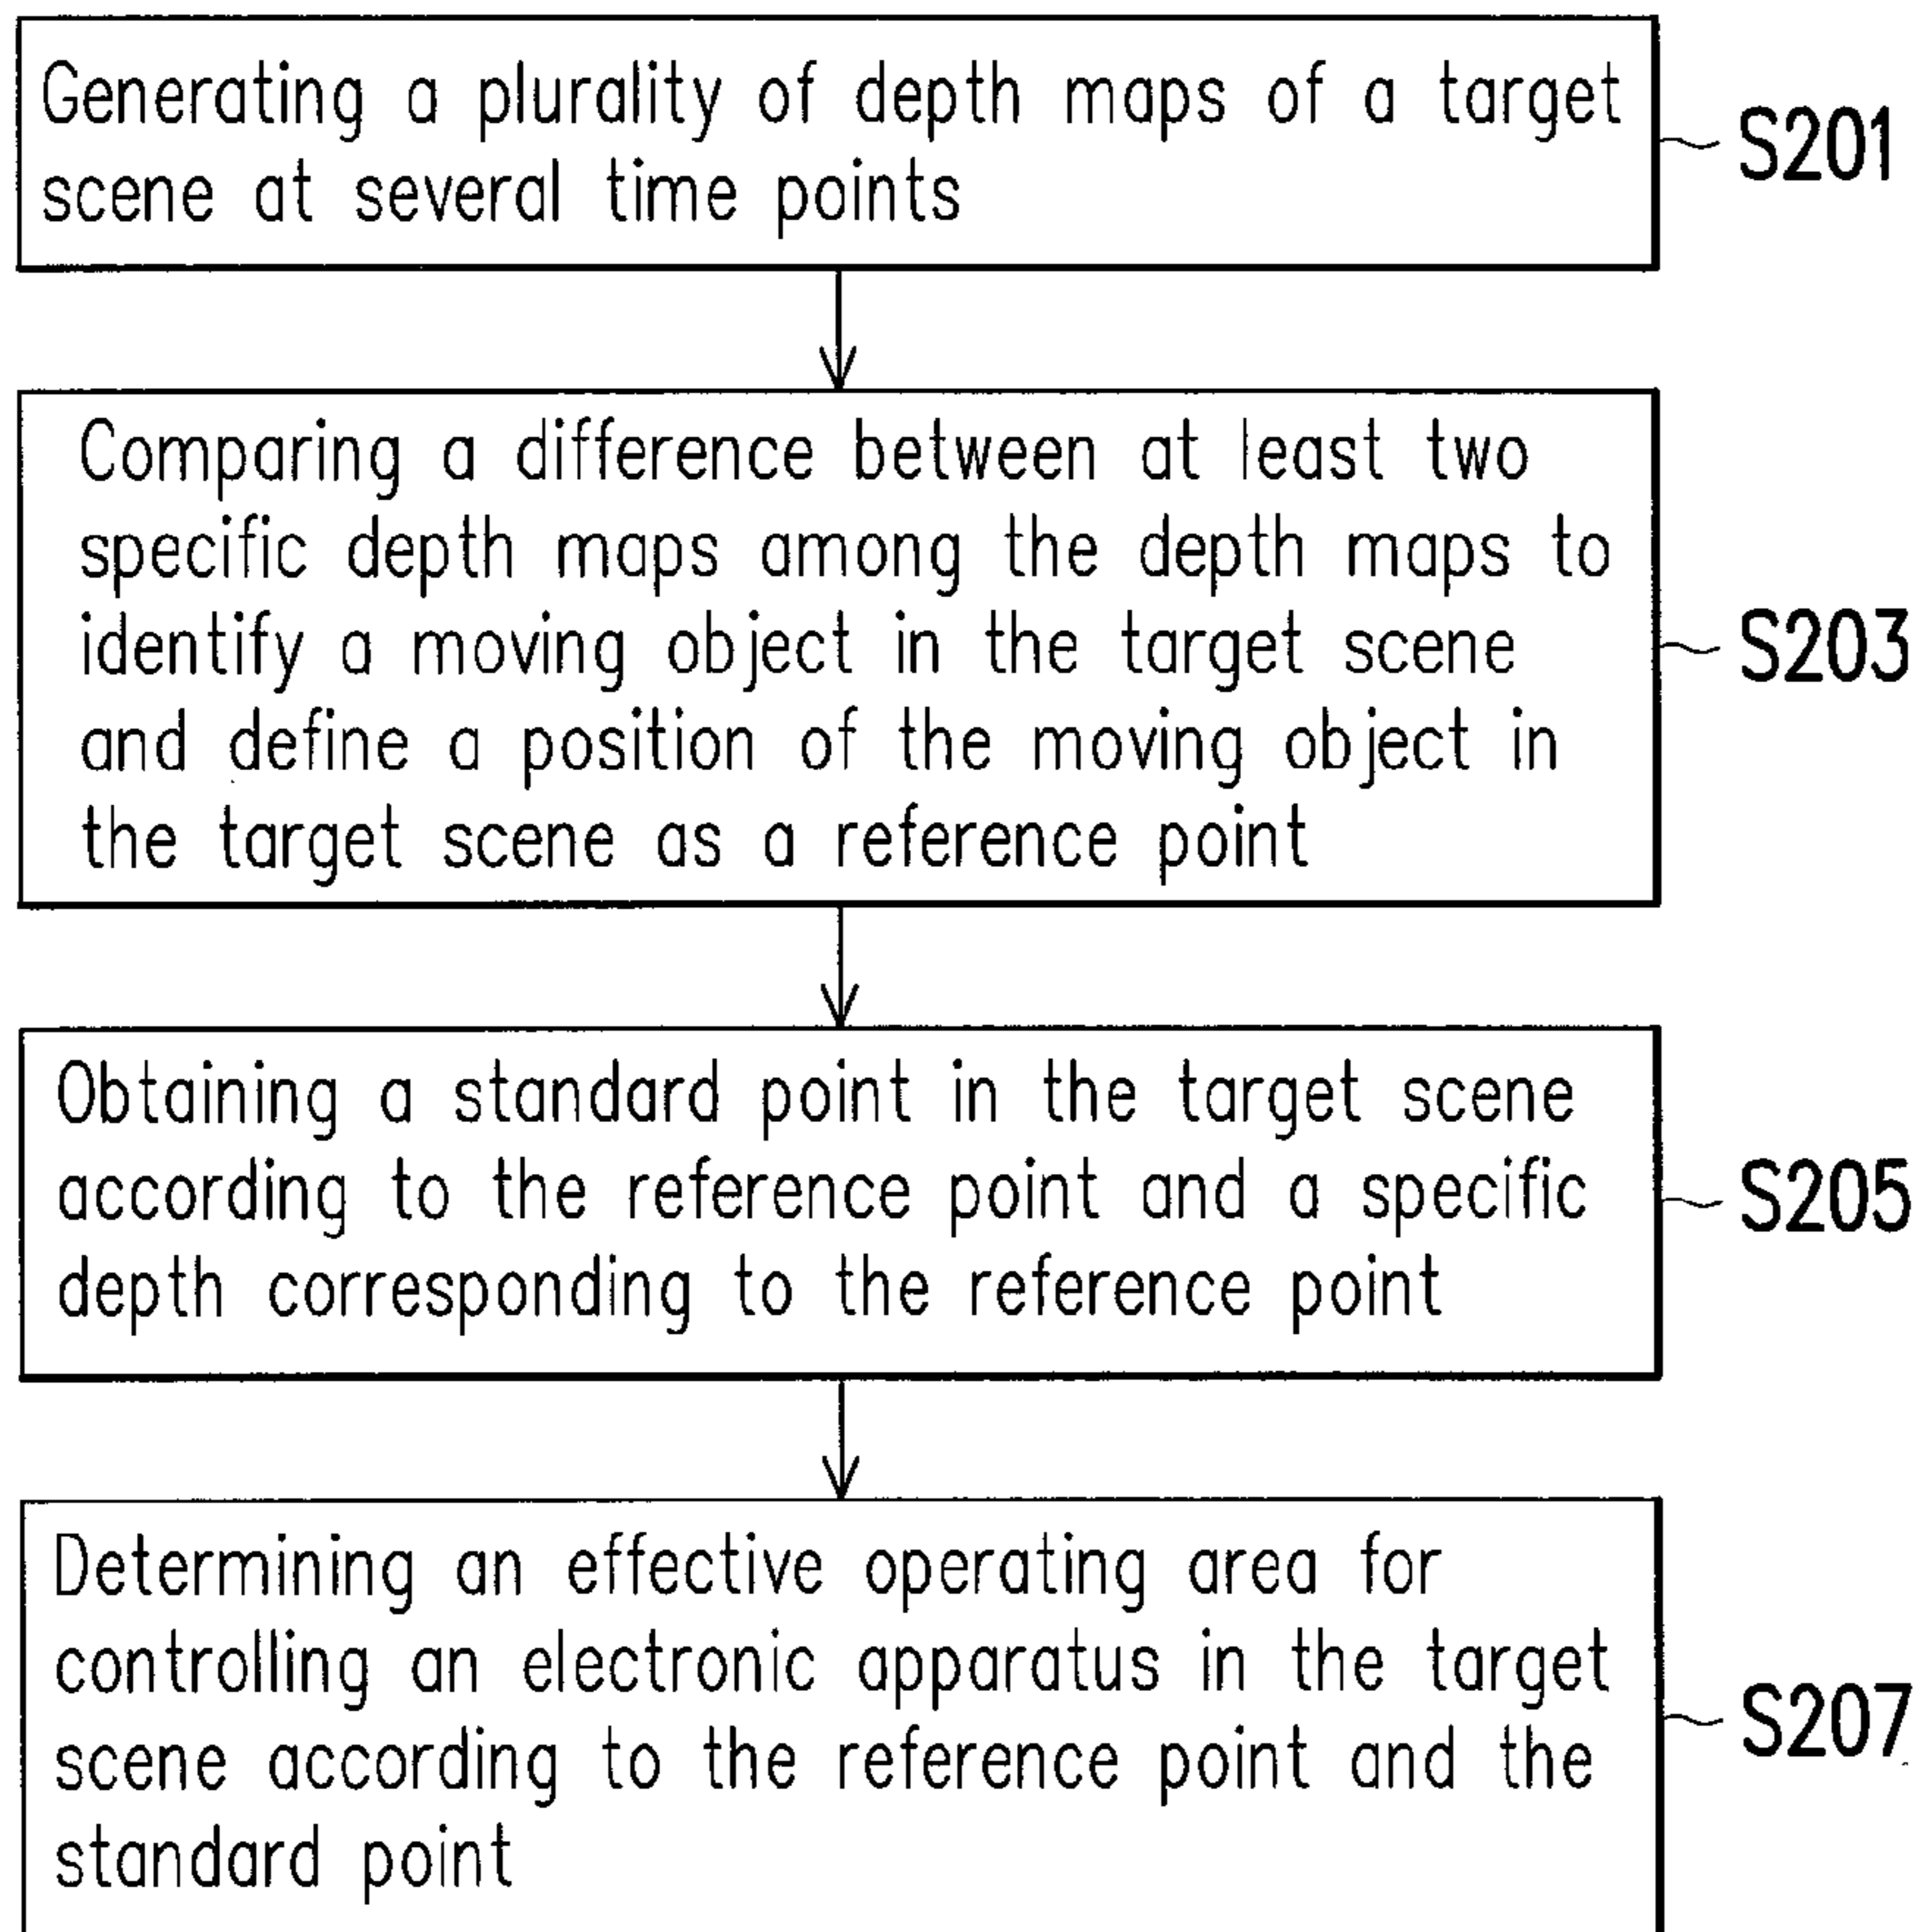 Generating a plurality of depth maps of a target
scene at several time points
S201
Comparing a difference between at least two
specific depth maps among the depth maps to
identify a moving object in the target scene
and define a position of the moving object in
the target scene as a reference point
S203
Obtaining a standard point in the target scene
according to the reference point and a specific
depth corresponding to the reference point
S205
Determining an effective operating area for
controlling an electronic apparatus in the target
scene according to the reference point and the
standard point
S207